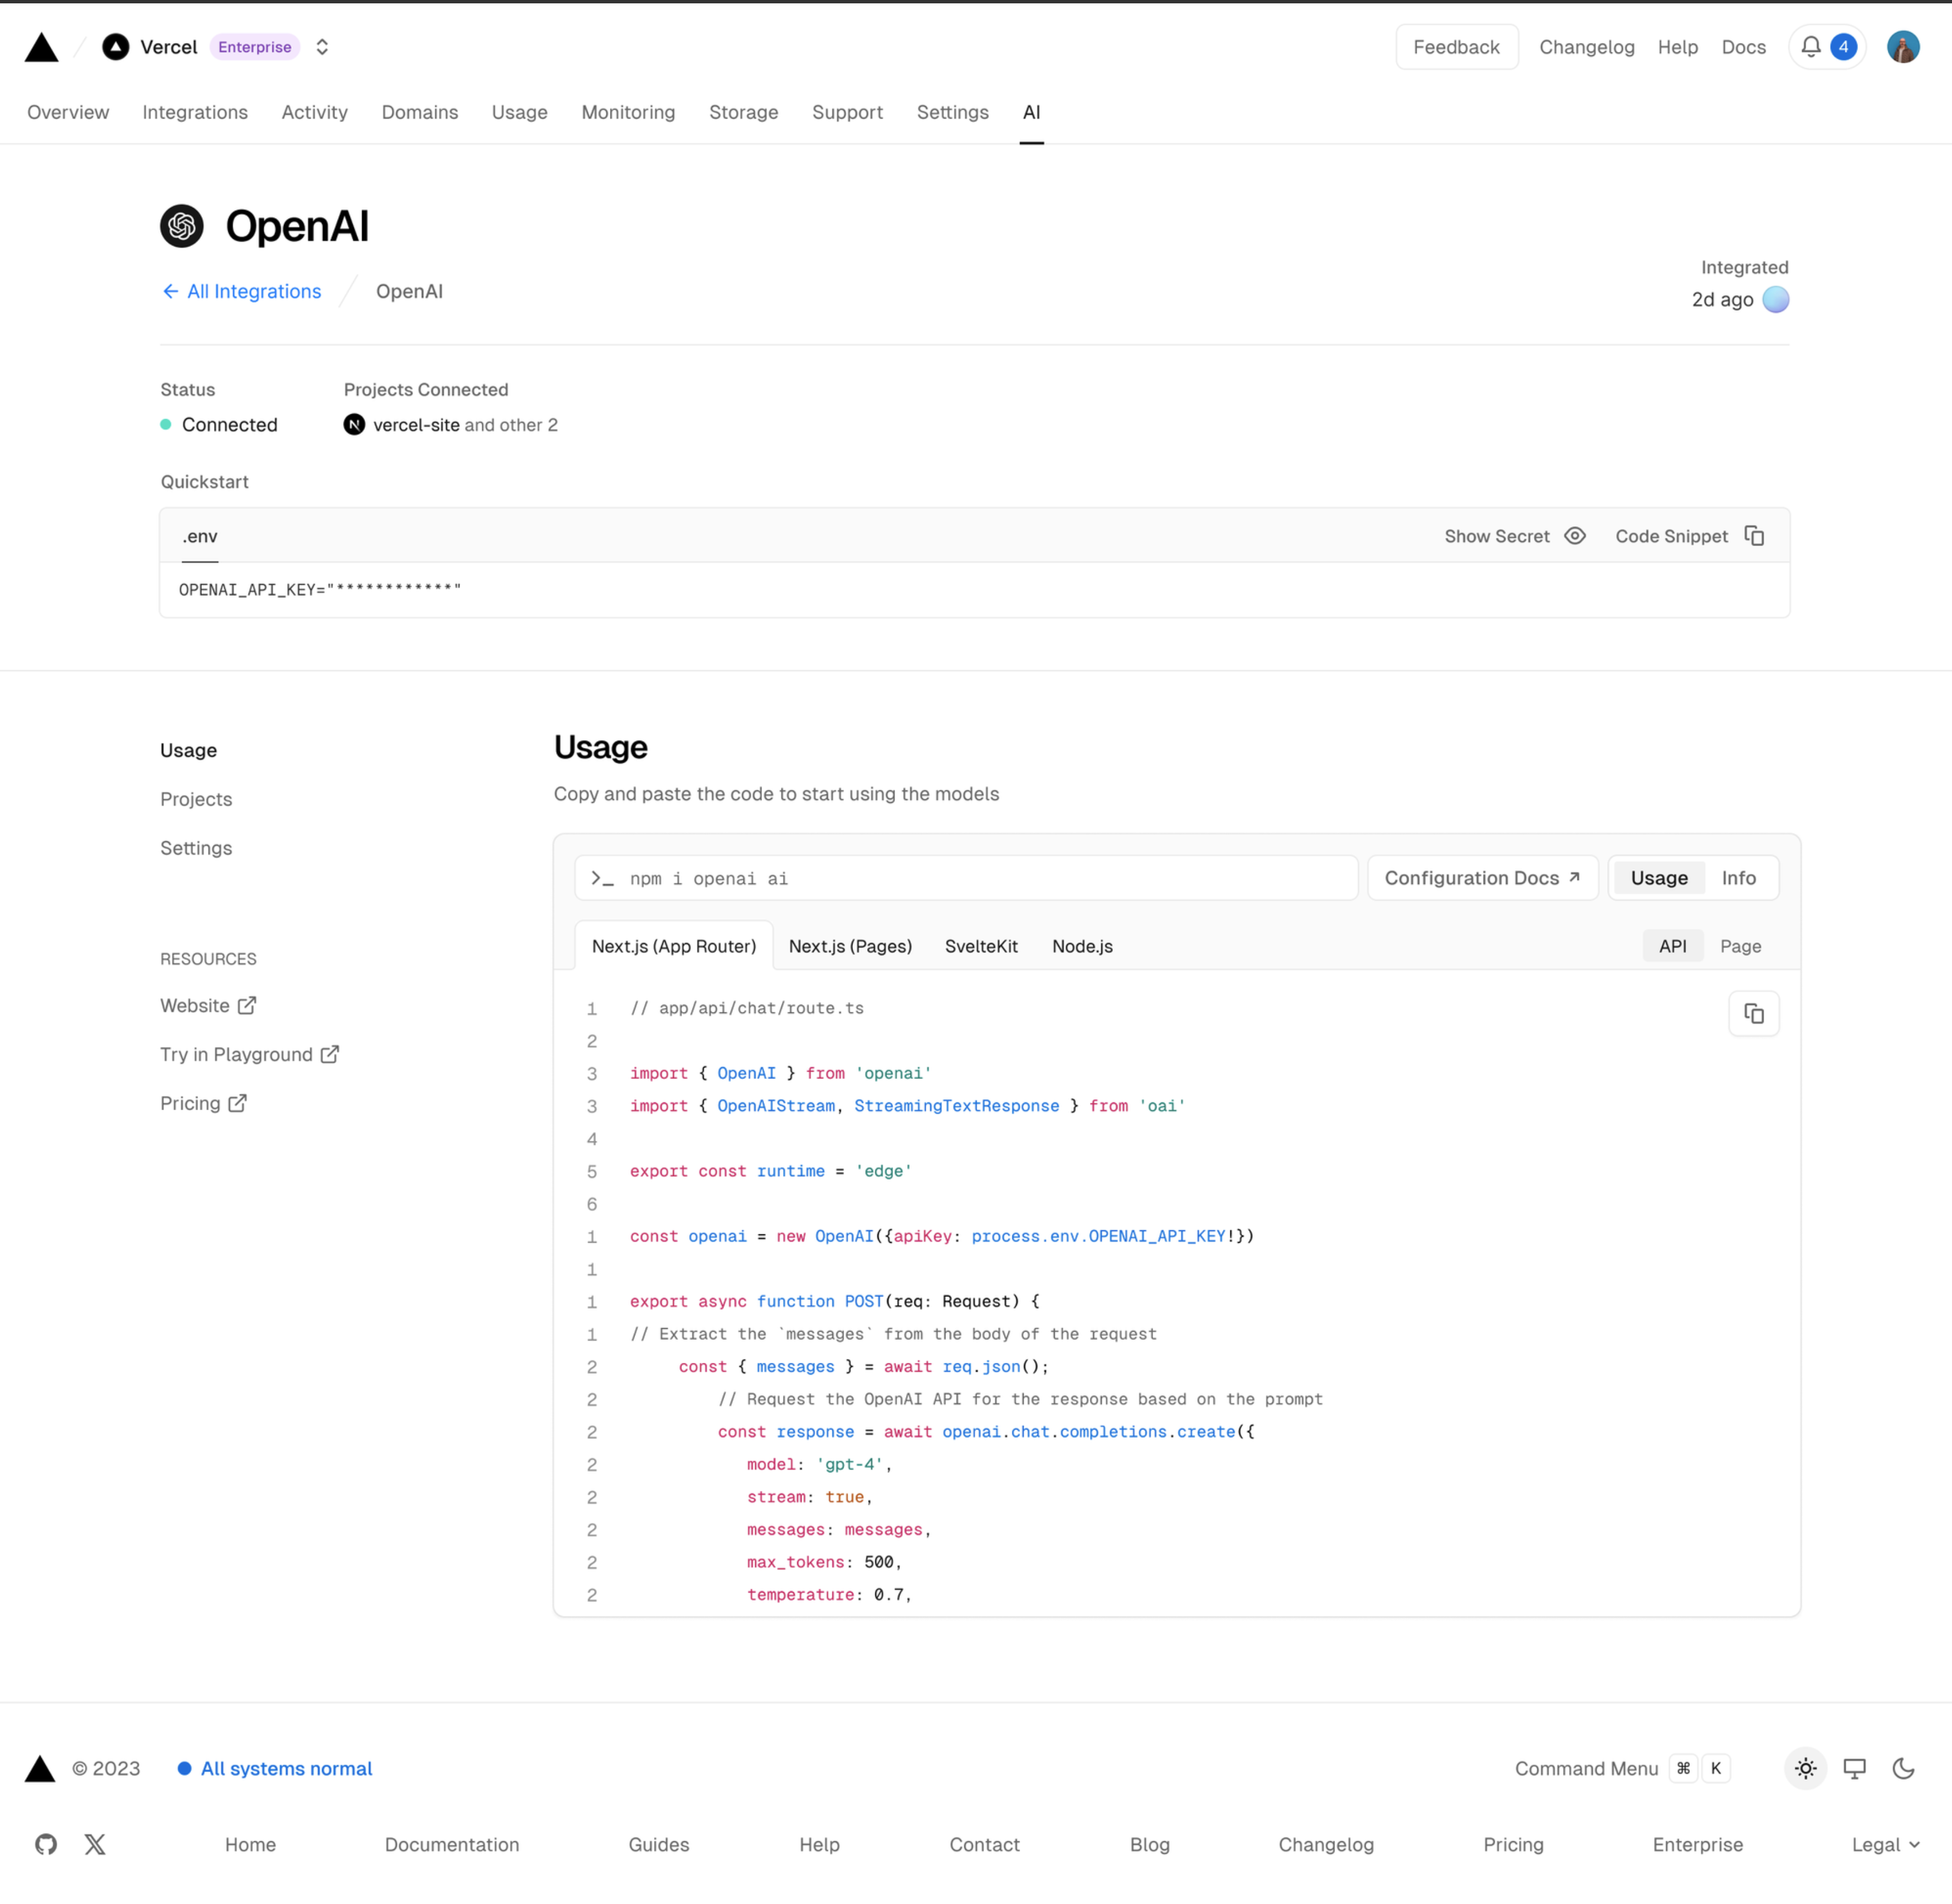 Vercel Enterprise Feedback Changelog Help Docs 4
Overview Integrations Activity Domains Usage Monitoring Storage Support Settings AI
OpenAI
← All Integrations / OpenAI
Integrated
2d ago
Status Projects Connected
Connected N vercel-site and other 2
Quickstart
.env Show Secret Code Snippet
OPENAI_API_KEY="************"
Usage
Projects
Settings
RESOURCES
Website
Try in Playground
Pricing
Usage
Copy and paste the code to start using the models
>_ npm i openai ai Configuration Docs ↗ Usage Info
Next.js (App Router) Next.js (Pages) SvelteKit Node.js API Page
1 // app/api/chat/route.ts
2
3 import { OpenAI } from 'openai'
3 import { OpenAIStream, StreamingTextResponse } from 'oai'
4
5 export const runtime = 'edge'
6
1 const openai = new OpenAI({apiKey: process.env.OPENAI_API_KEY!})
1
1 export async function POST(req: Request) {
1 // Extract the `messages` from the body of the request
2 const { messages } = await req.json();
2 // Request the OpenAI API for the response based on the prompt
2 const response = await openai.chat.completions.create({
2 model: 'gpt-4',
2 stream: true,
2 messages: messages,
2 max_tokens: 500,
2 temperature: 0.7,
© 2023 All systems normal Command Menu ⌘ K
Home Documentation Guides Help Contact Blog Changelog Pricing Enterprise Legal